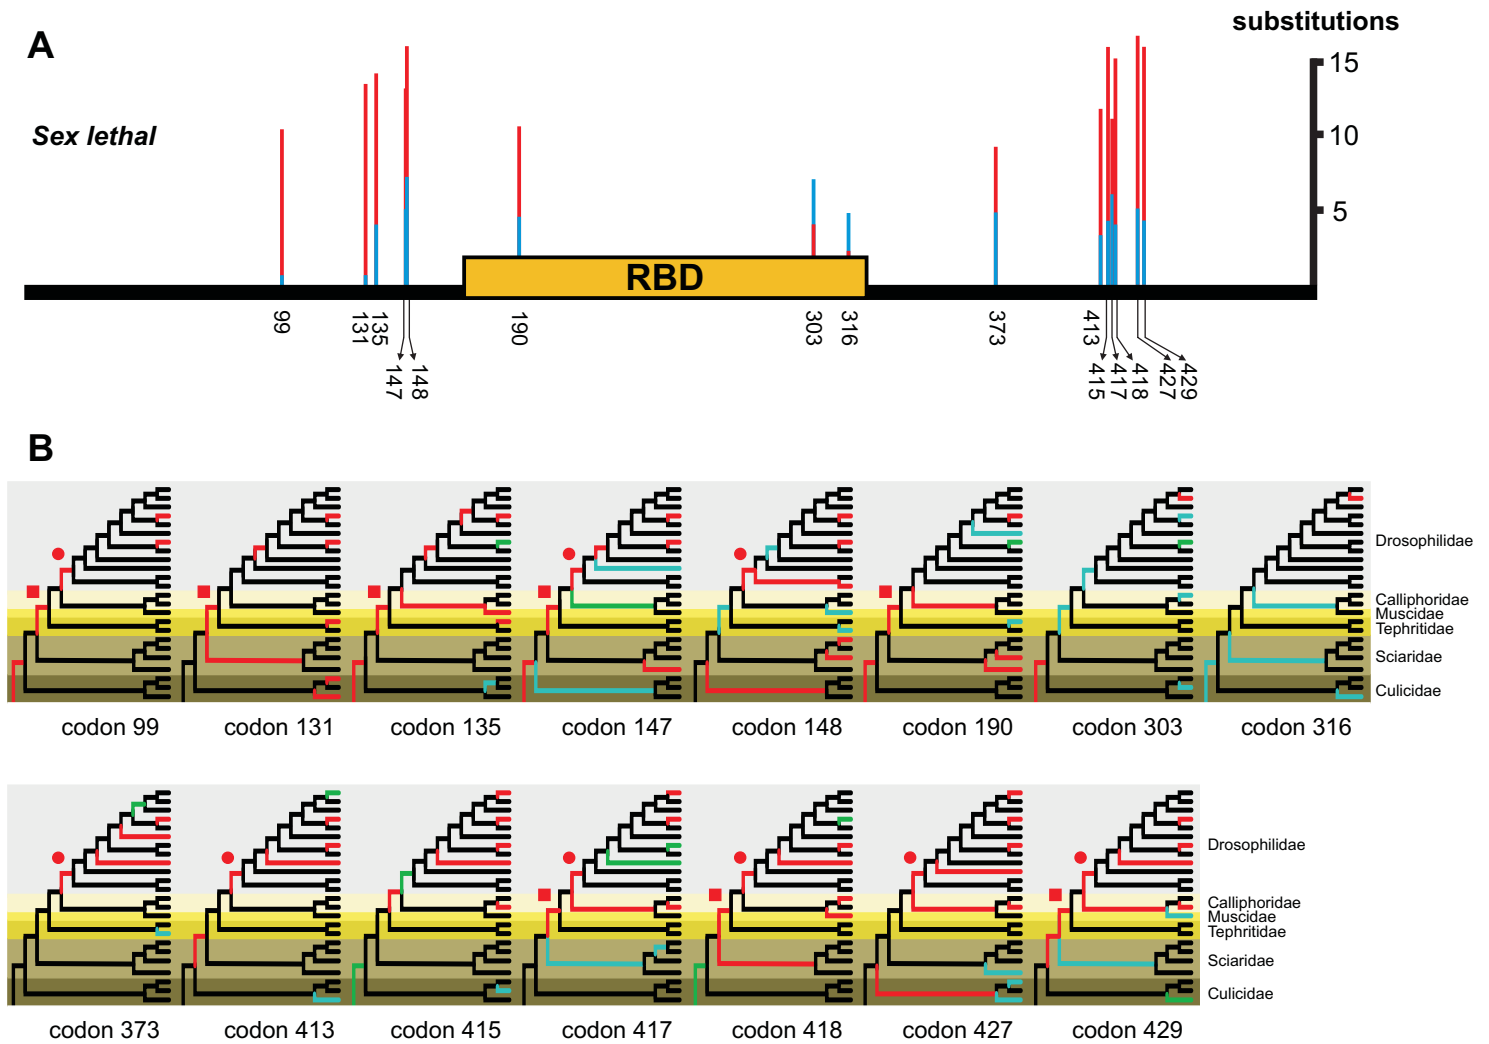 substitutions
A
15
Sex lethal
10
5
RBD
99
131
135
190
303
316
373
413
147
148
415
417
418
427
429
B
Drosophilidae
Calliphoridae
Muscidae
Tephritidae
Sciaridae
Culicidae
codon 99 codon 131 codon 135 codon 147 codon 148 codon 190 codon 303 codon 316
Drosophilidae
Calliphoridae
Muscidae
Tephritidae
Sciaridae
Culicidae
codon 373 codon 413 codon 415 codon 417 codon 418 codon 427 codon 429